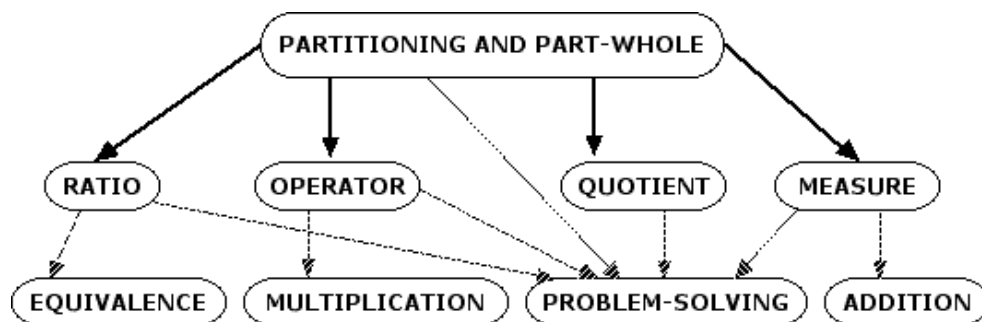 PARTITIONING AND PART-WHOLE
RATIO
OPERATOR
QUOTIENT
MEASURE
EQUIVALENCE
MULTIPLICATION
PROBLEM-SOLVING
ADDITION